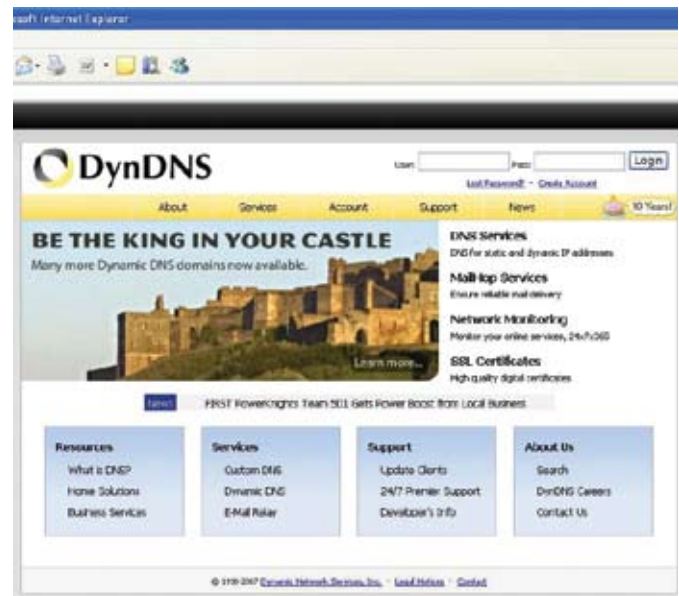 soft Internet Explorer
DynDNS
User: Pass: Login
Lost Password? - Create Account
About Services Account Support News 10 Years!
BE THE KING IN YOUR CASTLE
Many more Dynamic DNS domains now available.
Learn more...
DNS Services
DNS for static and dynamic IP addresses
MailHop Services
Ensure reliable mail delivery
Network Monitoring
Monitor your online services, 24x7x365
SSL Certificates
High quality digital certificates
News FIRST PowerKnights Team 501 Gets Power Boost from Local Business
Resources
What is DNS?
Home Solutions
Business Services
Services
Custom DNS
Dynamic DNS
E-Mail Relay
Support
Update Clients
24/7 Premier Support
Developer's Info
About Us
Search
DynDNS Careers
Contact Us
© 1998-2007 Dynamic Network Services, Inc. - Legal Notices - Contact